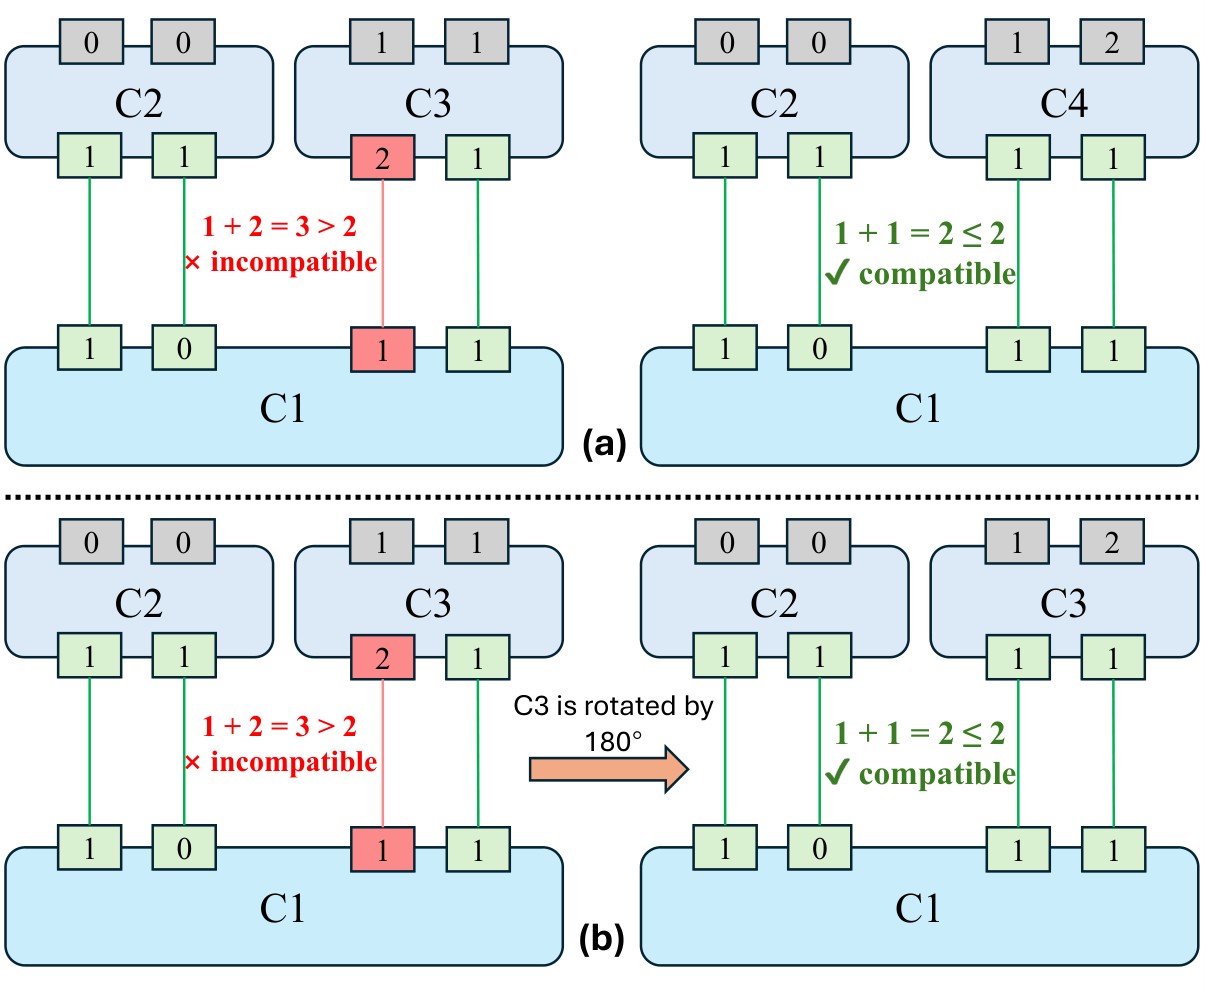 0 0 1 1 0 0 1 2
C2 C3 C2 C4
1 1 2 1 1 1 1 1
1 + 2 = 3 > 2 1 + 1 = 2 ≤ 2
× incompatible ✓ compatible
1 0 1 1 1 0 1 1
C1 C1
(a)
0 0 1 1 0 0 1 2
C2 C3 C2 C3
1 1 2 1 1 1 1 1
C3 is rotated by
180°
1 + 2 = 3 > 2 1 + 1 = 2 ≤ 2
× incompatible ✓ compatible
1 0 1 1 1 0 1 1
C1 C1
(b)